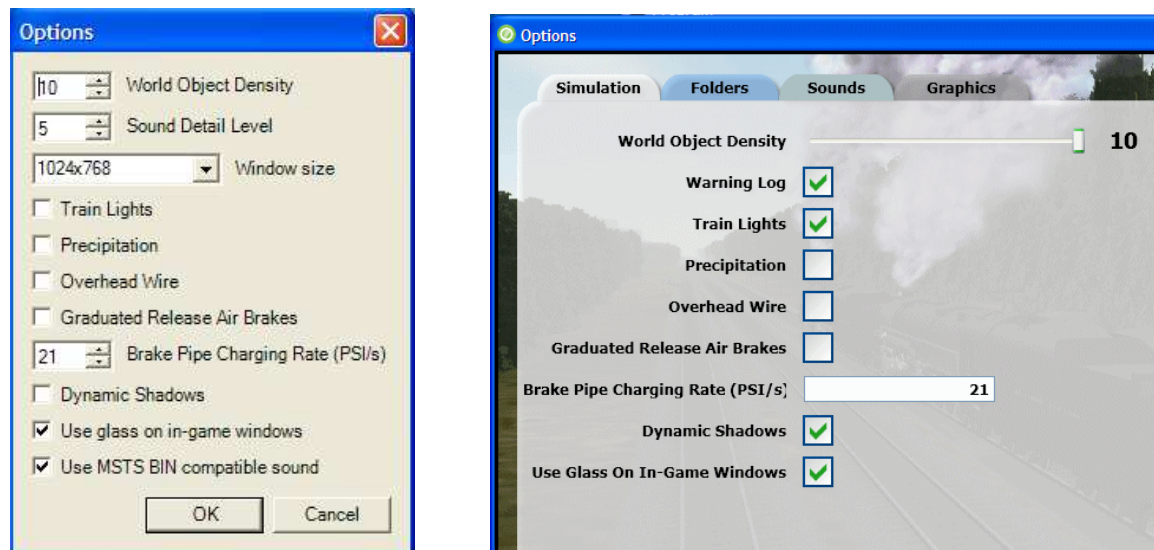 Options
10 World Object Density
5 Sound Detail Level
1024x768 Window size
Train Lights
Precipitation
Overhead Wire
Graduated Release Air Brakes
21 Brake Pipe Charging Rate (PSI/s)
Dynamic Shadows
Use glass on in-game windows
Use MSTS BIN compatible sound
OK Cancel
Options
Simulation Folders Sounds Graphics
World Object Density 10
Warning Log
Train Lights
Precipitation
Overhead Wire
Graduated Release Air Brakes
Brake Pipe Charging Rate (PSI/s) 21
Dynamic Shadows
Use Glass On In-Game Windows